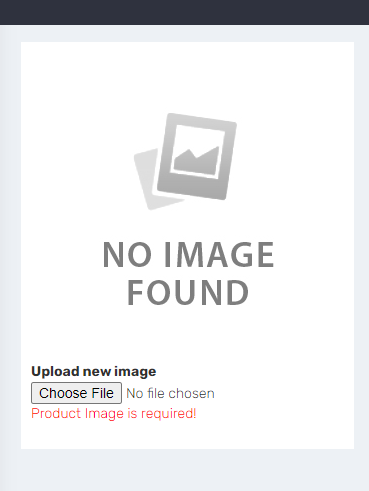 NO IMAGE
FOUND
Upload new image
Choose File No file chosen
Product Image is required!